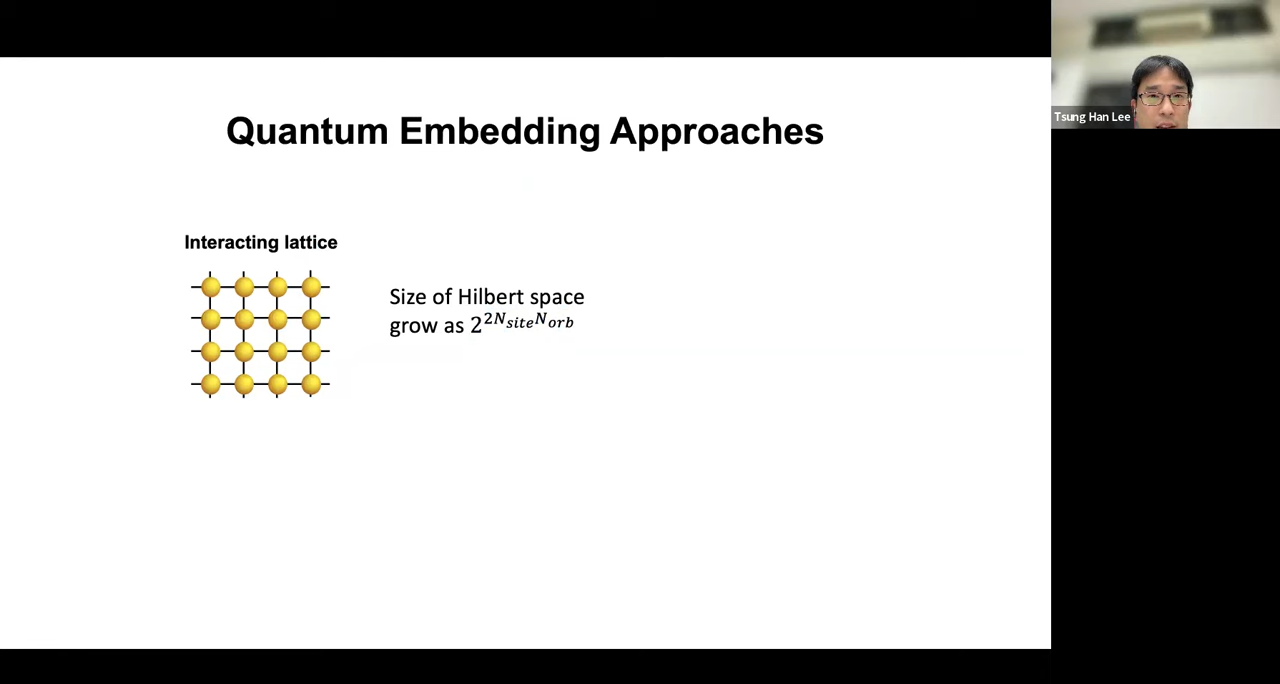 Quantum Embedding Approaches
Interacting lattice
Size of Hilbert space
grow as $2^{2N_{site}N_{orb}}$
Tsung Han Lee